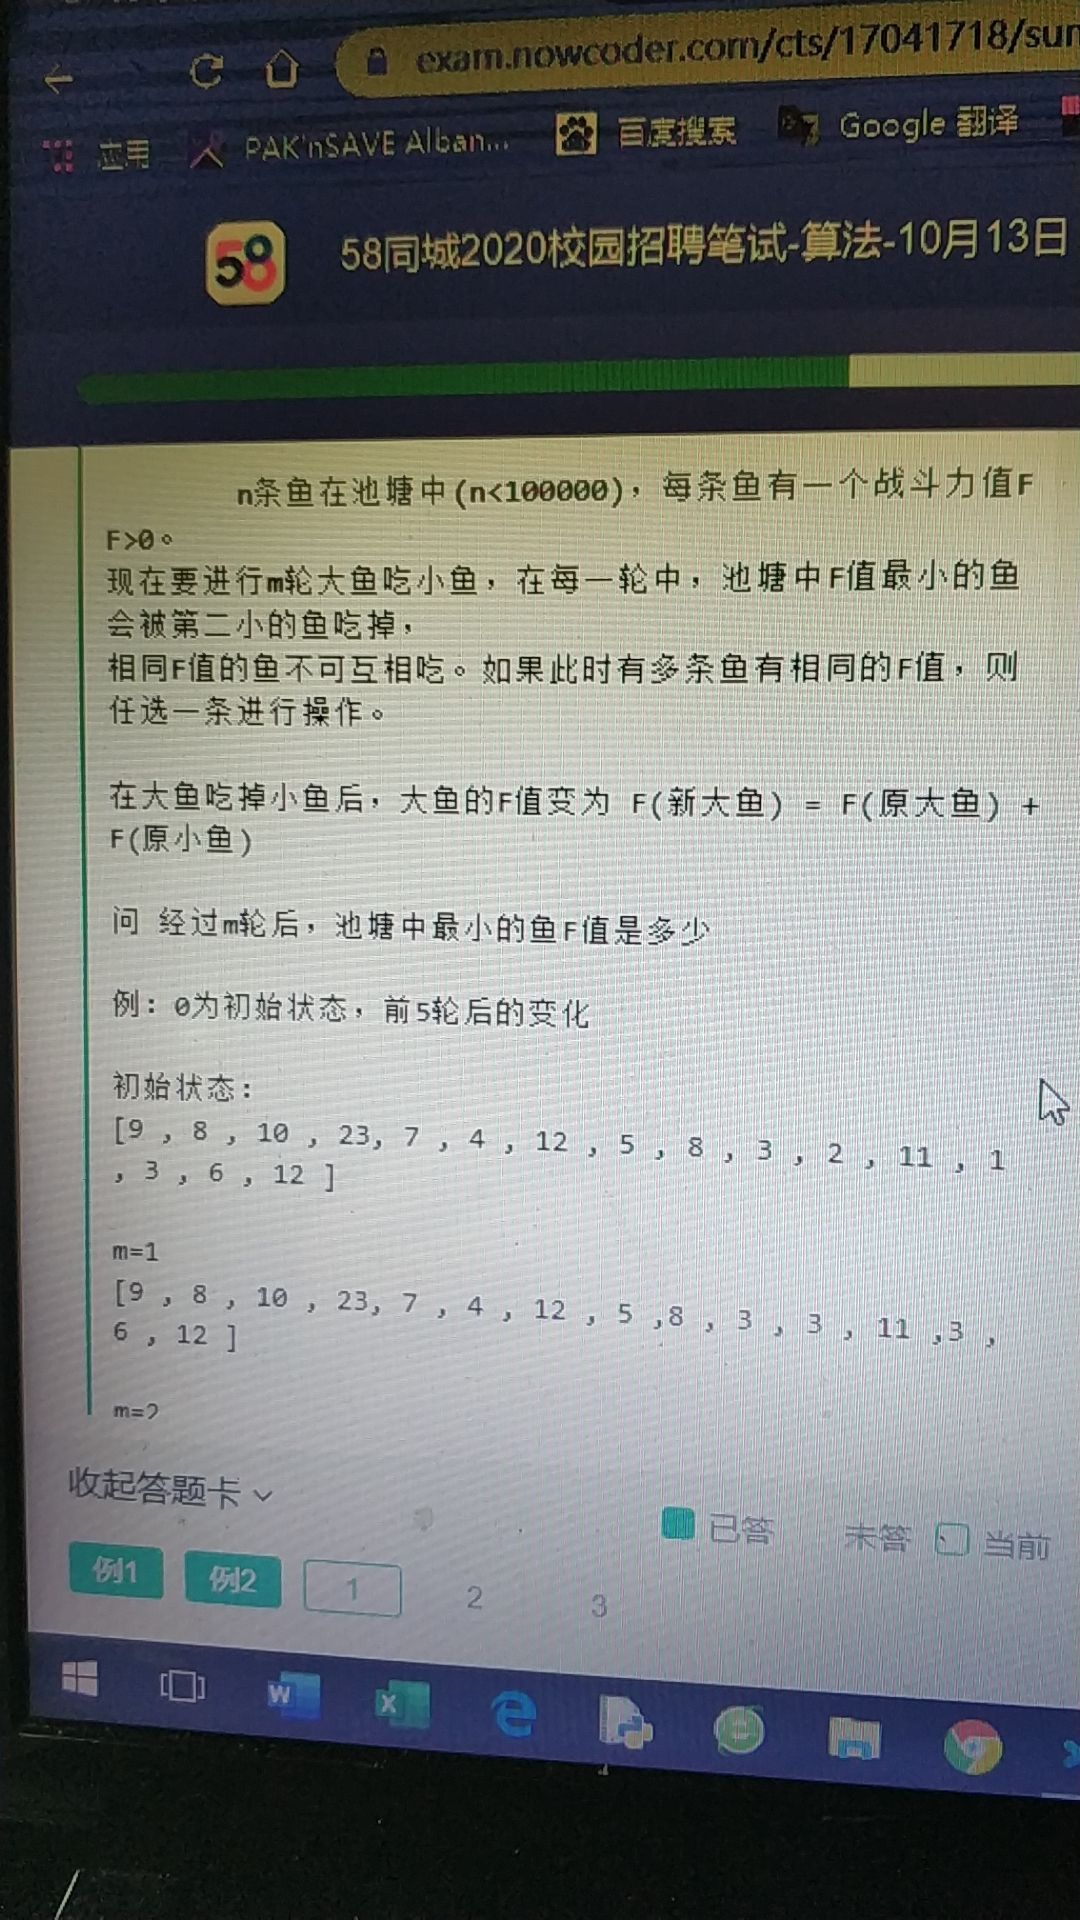 exam.nowcoder.com/cts/17041718/sur
应用 PAK'nSAVE Alban... 百度搜索 Google 翻译
58 58同城2020校园招聘笔试-算法-10月13日
n条鱼在池塘中(n<100000)，每条鱼有一个战斗力值F
F>0。
现在要进行m轮大鱼吃小鱼，在每一轮中，池塘中F值最小的鱼
会被第二小的鱼吃掉，
相同F值的鱼不可互相吃。如果此时有多条鱼有相同的F值，则
任选一条进行操作。
在大鱼吃掉小鱼后，大鱼的F值变为 F(新大鱼) = F(原大鱼) +
F(原小鱼)
问 经过m轮后，池塘中最小的鱼F值是多少
例：0为初始状态，前5轮后的变化
初始状态：
[9 , 8 , 10 , 23, 7 , 4 , 12 , 5 , 8 , 3 , 2 , 11 , 1
, 3 , 6 , 12 ]
m=1
[9 , 8 , 10 , 23, 7 , 4 , 12 , 5 ,8 , 3 , 3 , 11 ,3 ,
6 , 12 ]
m=2
收起答题卡
已答 未答 当前
例1 例2 1 2 3